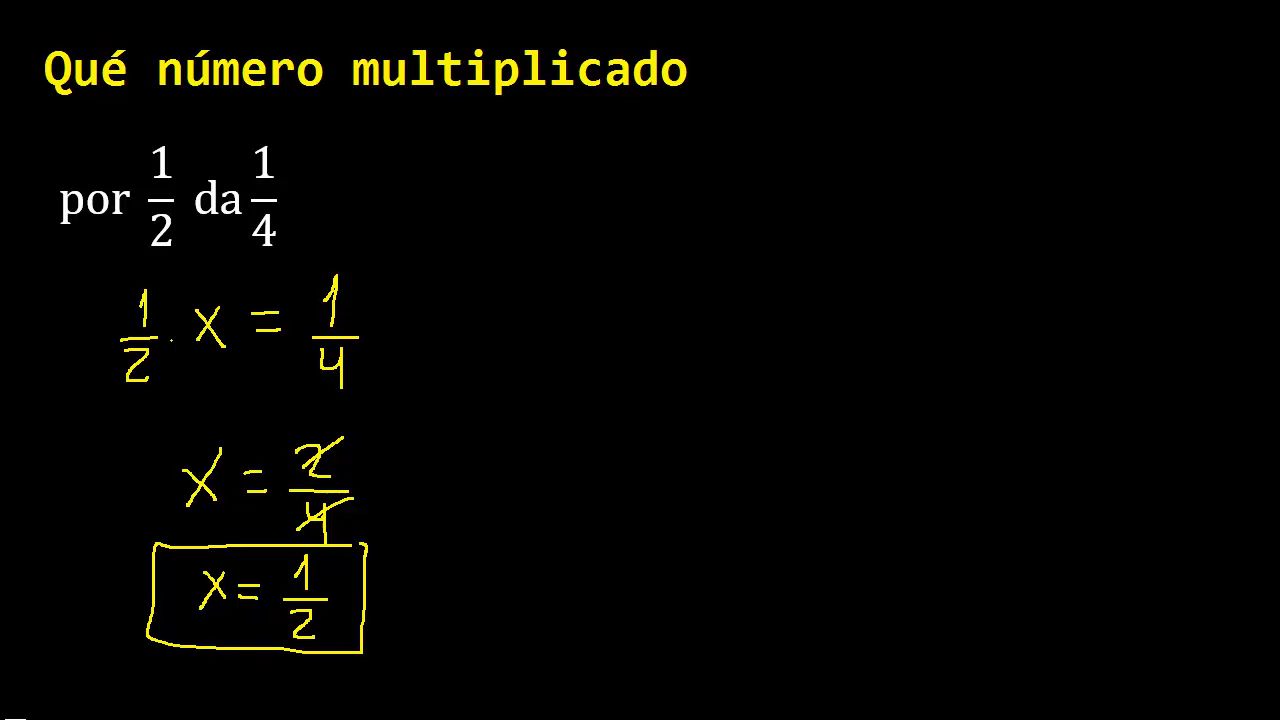 Qué número multiplicado
por 1/2 da 1/4
1/2 . x = 1/4
x = 2/4
x = 1/2